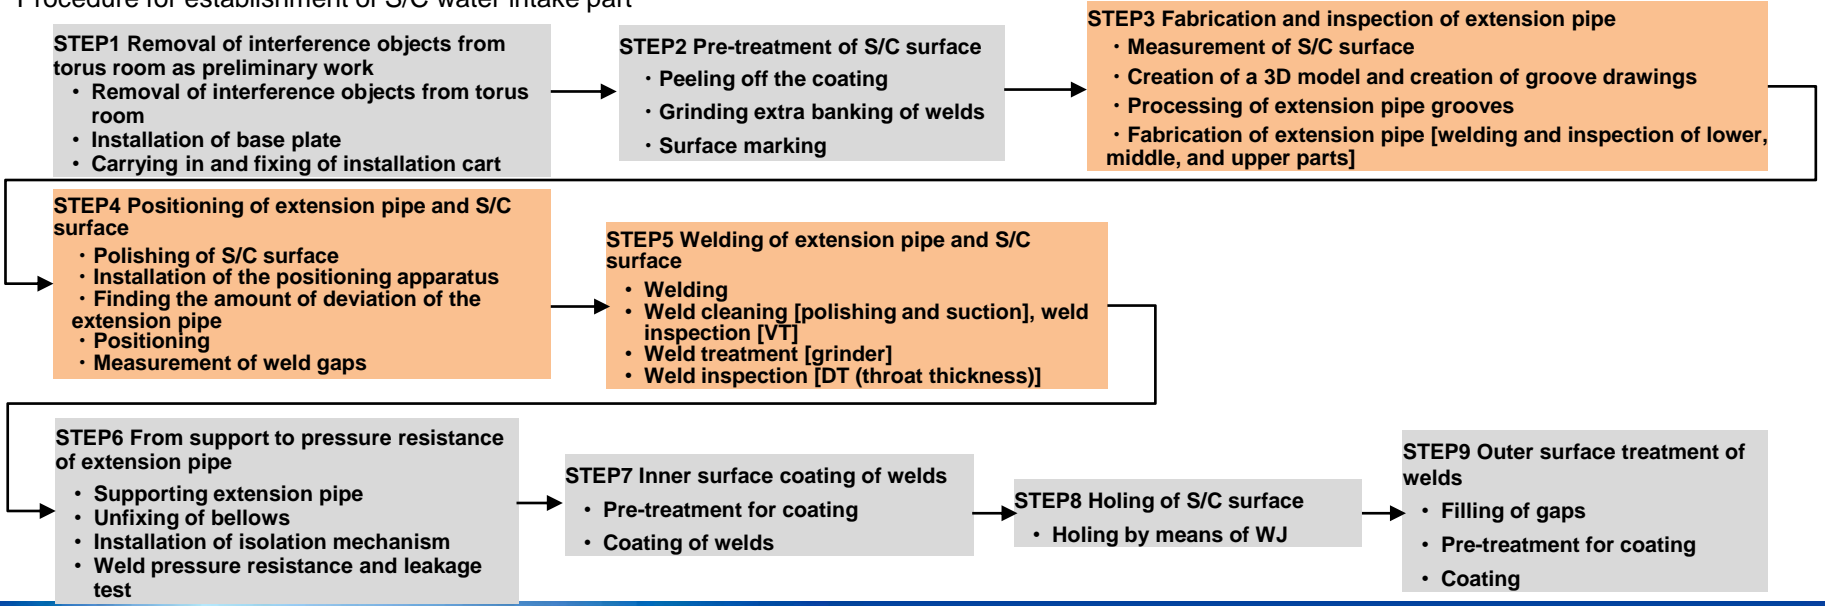 Procedure for establishment of S/C water intake part
STEP1 Removal of interference objects from
torus room as preliminary work
• Removal of interference objects from torus
room
• Installation of base plate
• Carrying in and fixing of installation cart
STEP2 Pre-treatment of S/C surface
・Peeling off the coating
・Grinding extra banking of welds
・Surface marking
STEP3 Fabrication and inspection of extension pipe
・Measurement of S/C surface
・Creation of a 3D model and creation of groove drawings
・Processing of extension pipe grooves
・Fabrication of extension pipe [welding and inspection of lower,
middle, and upper parts]
STEP4 Positioning of extension pipe and S/C
surface
・Polishing of S/C surface
・Installation of the positioning apparatus
・Finding the amount of deviation of the
extension pipe
・Positioning
・Measurement of weld gaps
STEP5 Welding of extension pipe and S/C
surface
• Welding
• Weld cleaning [polishing and suction], weld
inspection [VT]
• Weld treatment [grinder]
• Weld inspection [DT (throat thickness)]
STEP6 From support to pressure resistance
of extension pipe
• Supporting extension pipe
• Unfixing of bellows
• Installation of isolation mechanism
• Weld pressure resistance and leakage
test
STEP7 Inner surface coating of welds
• Pre-treatment for coating
• Coating of welds
STEP8 Holing of S/C surface
• Holing by means of WJ
STEP9 Outer surface treatment of
welds
• Filling of gaps
• Pre-treatment for coating
• Coating